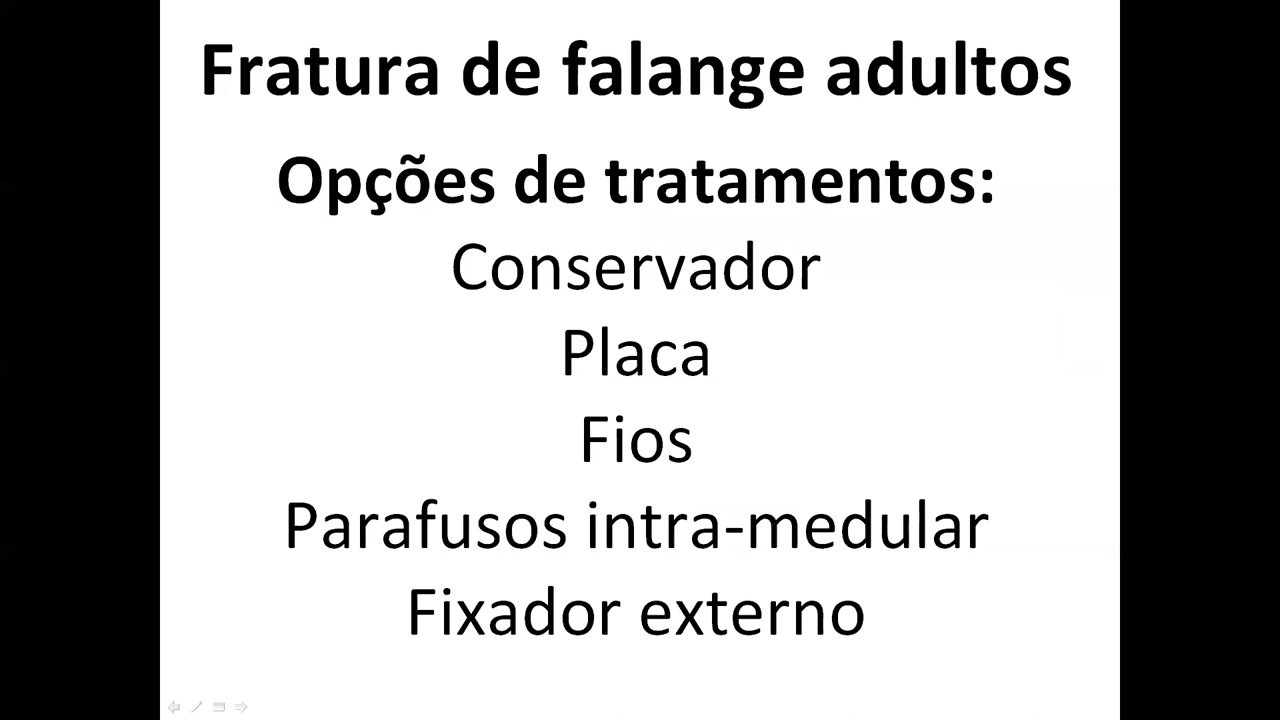 Fratura de falange adultos
Opções de tratamentos:
Conservador
Placa
Fios
Parafusos intra-medular
Fixador externo